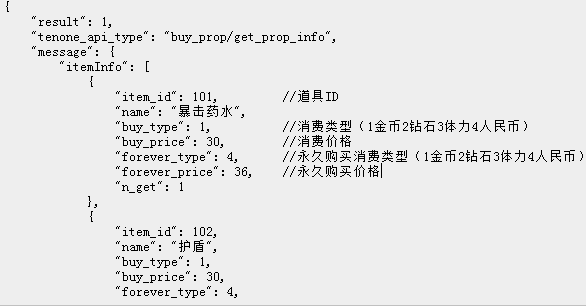 {
    "result": 1,
    "tenone_api_type": "buy_prop/get_prop_info",
    "message": {
        "itemInfo": [
            {
                "item_id": 101,        //道具ID
                "name": "暴击药水",
                "buy_type": 1,         //消费类型（1金币2钻石3体力4人民币）
                "buy_price": 30,       //消费价格
                "forever_type": 4,     //永久购买消费类型（1金币2钻石3体力4人民币）
                "forever_price": 36,   //永久购买价格
                "n_get": 1
            },
            {
                "item_id": 102,
                "name": "护盾",
                "buy_type": 1,
                "buy_price": 30,
                "forever_type": 4,